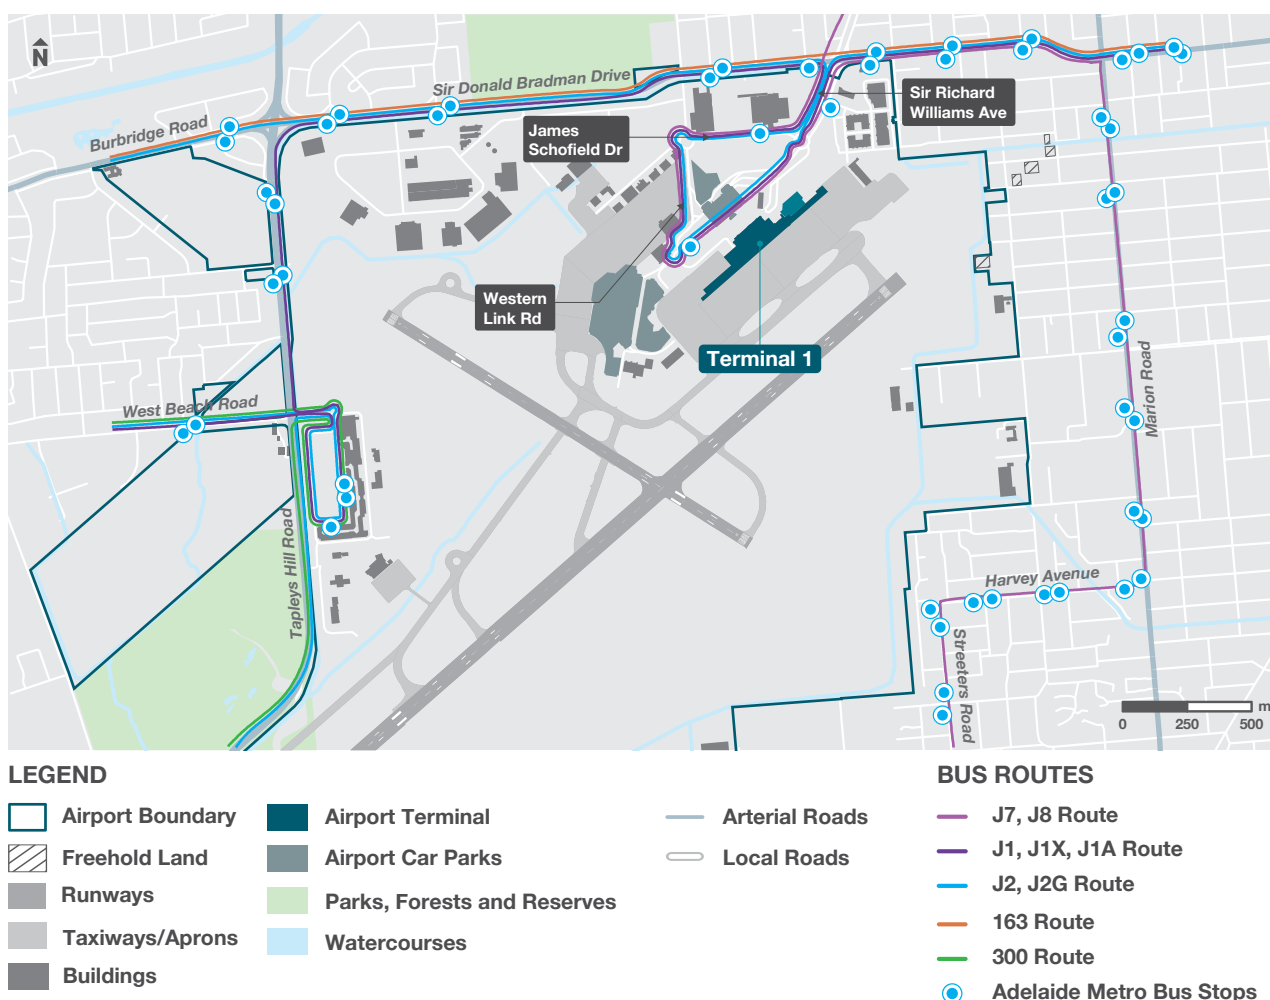 N
Sir Donald Bradman Drive
Burbridge Road
Sir Richard
Williams Ave
James
Schofield Dr
Western
Link Rd
Terminal 1
West Beach Road
Marion Road
Tapleys Hill Road
Harvey Avenue
Streeters Road
m
0 250 500
LEGEND
Airport Boundary
Freehold Land
Runways
Taxiways/Aprons
Buildings
Airport Terminal
Airport Car Parks
Parks, Forests and Reserves
Watercourses
Arterial Roads
Local Roads
BUS ROUTES
J7, J8 Route
J1, J1X, J1A Route
J2, J2G Route
163 Route
300 Route
Adelaide Metro Bus Stops